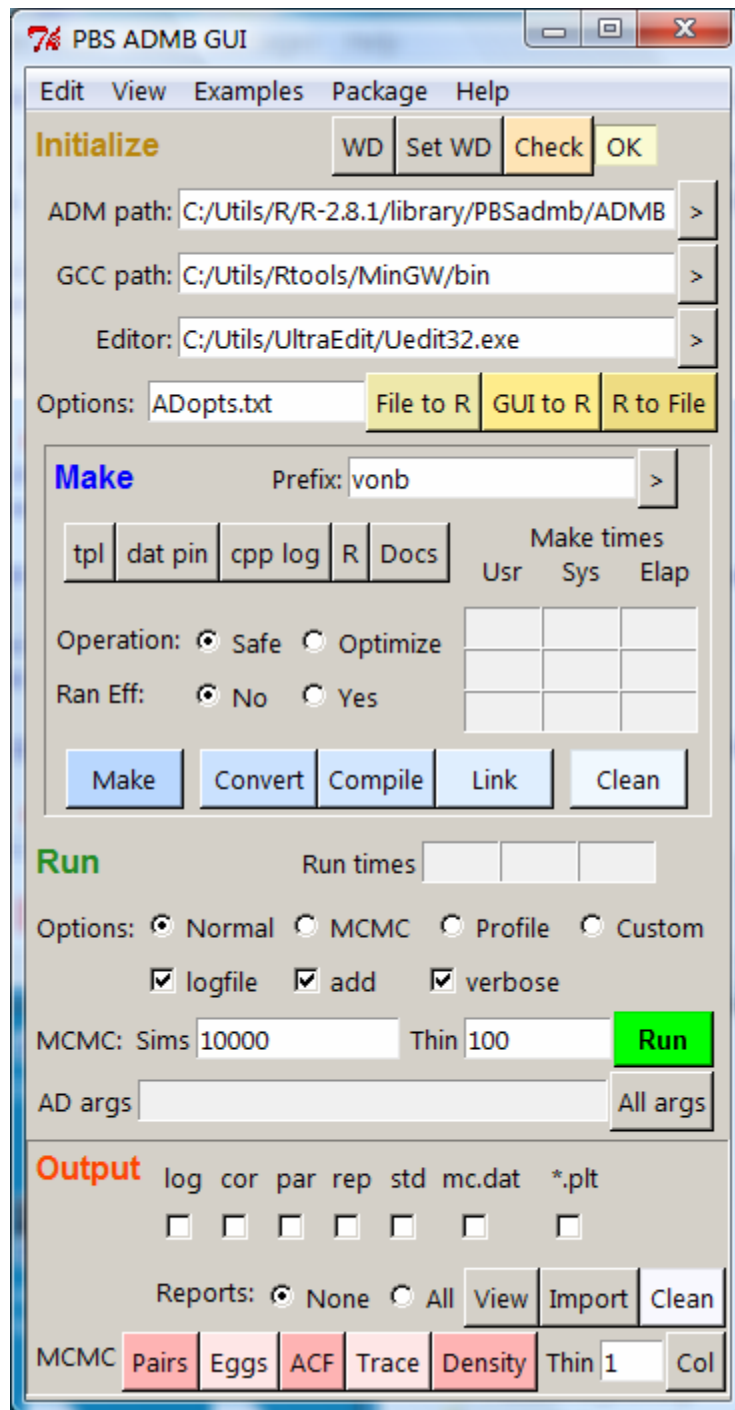 PBS ADMB GUI
Edit View Examples Package Help
Initialize WD Set WD Check OK
ADM path: C:/Utils/R/R-2.8.1/library/PBSadmb/ADMB >
GCC path: C:/Utils/Rtools/MinGW/bin >
Editor: C:/Utils/UltraEdit/Uedit32.exe >
Options: ADopts.txt File to R GUI to R R to File
Make Prefix: vonb >
tpl dat pin cpp log R Docs Make times
Usr Sys Elap
Operation: Safe Optimize
Ran Eff: No Yes
Make Convert Compile Link Clean
Run Run times
Options: Normal MCMC Profile Custom
logfile add verbose
MCMC: Sims 10000 Thin 100 Run
AD args All args
Output log cor par rep std mc.dat *.plt
Reports: None All View Import Clean
MCMC Pairs Eggs ACF Trace Density Thin 1 Col